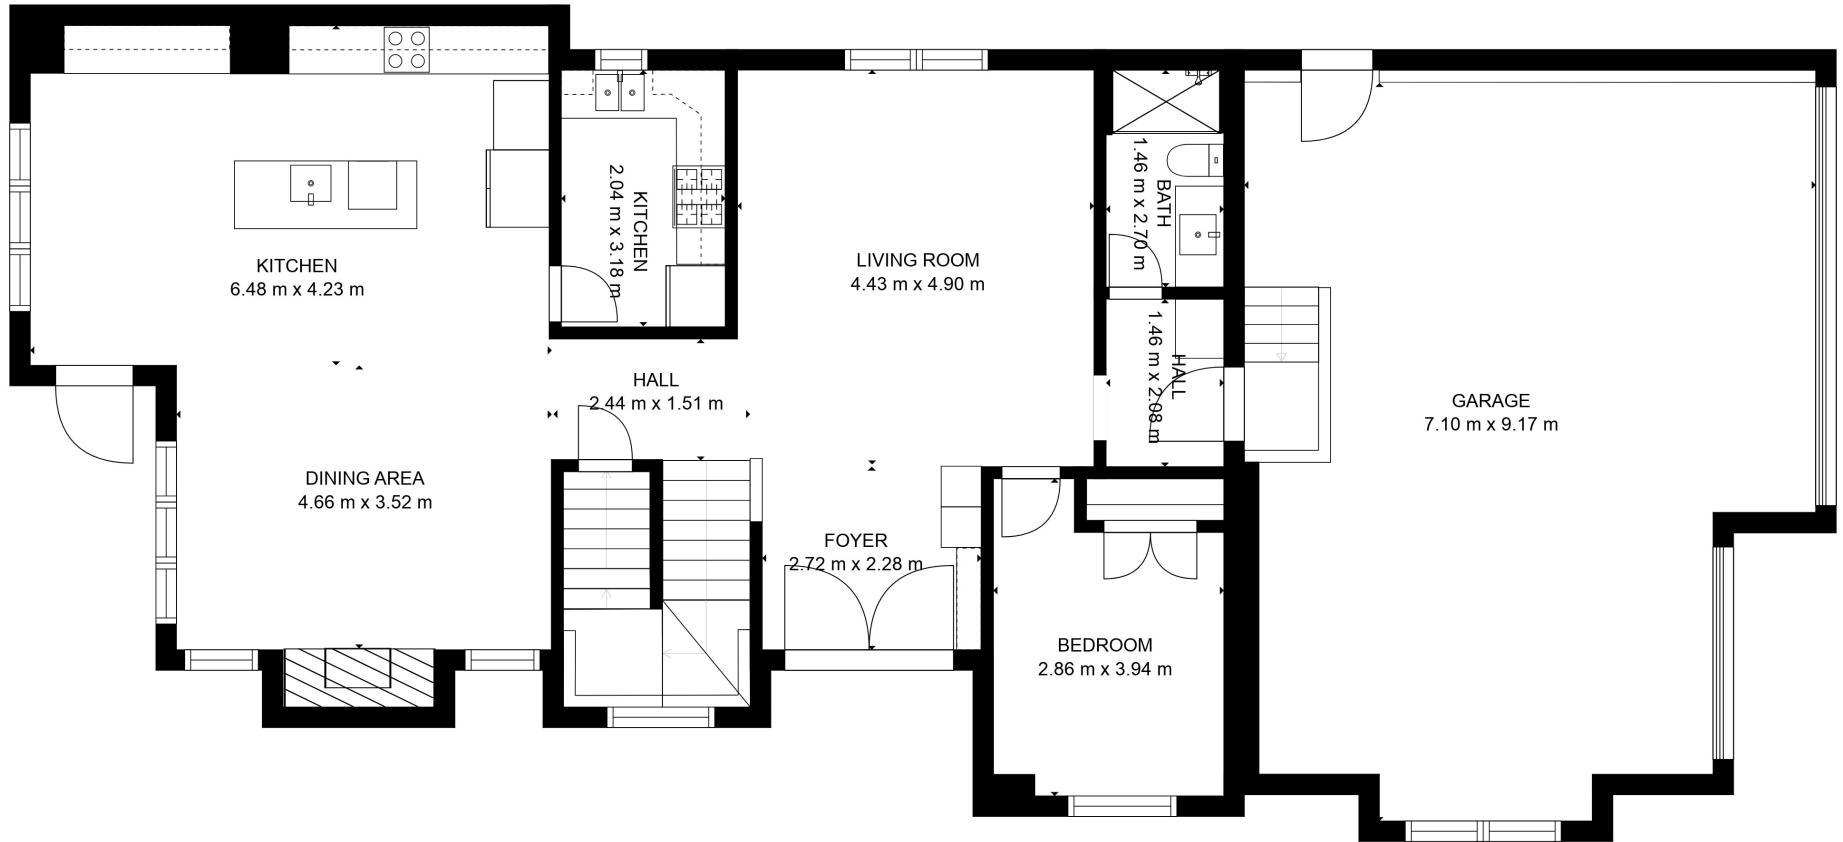 KITCHEN
6.48 m x 4.23 m
KITCHEN
2.04 m x 3.18 m
LIVING ROOM
4.43 m x 4.90 m
BATH
1.46 m x 2.70 m
HALL
2.44 m x 1.51 m
HALL
1.46 m x 2.08 m
GARAGE
7.10 m x 9.17 m
DINING AREA
4.66 m x 3.52 m
FOYER
2.72 m x 2.28 m
BEDROOM
2.86 m x 3.94 m